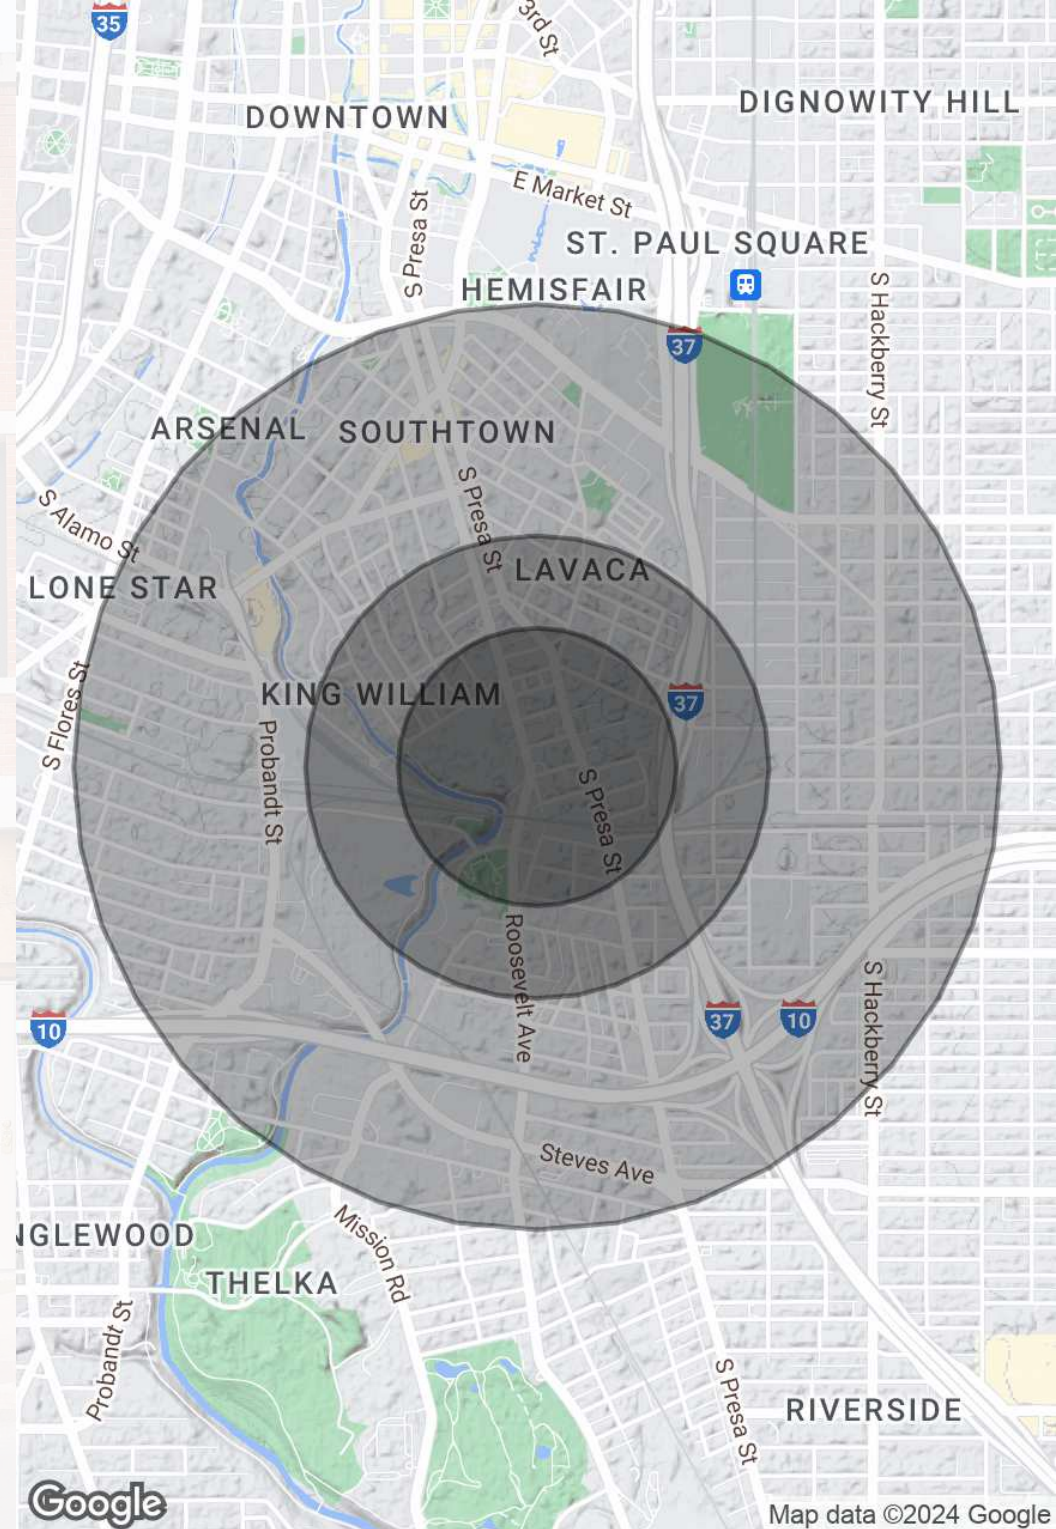 35
3rd St
DOWNTOWN
DIGNOWITY HILL
E Market St
S Presa St
ST. PAUL SQUARE
HEMISFAIR
S Hackberry St
37
ARSENAL
SOUTHTOWN
S Presa St
S Alamo St
LAVACA
LONE STAR
S Flores St
KING WILLIAM
37
Probandt St
S Presa St
Roosevelt Ave
S Hackberry St
10
37
10
Steves Ave
NGLEWOOD
Mission Rd
THELKA
Probandt St
S Presa St
RIVERSIDE
Google
Map data ©2024 Google